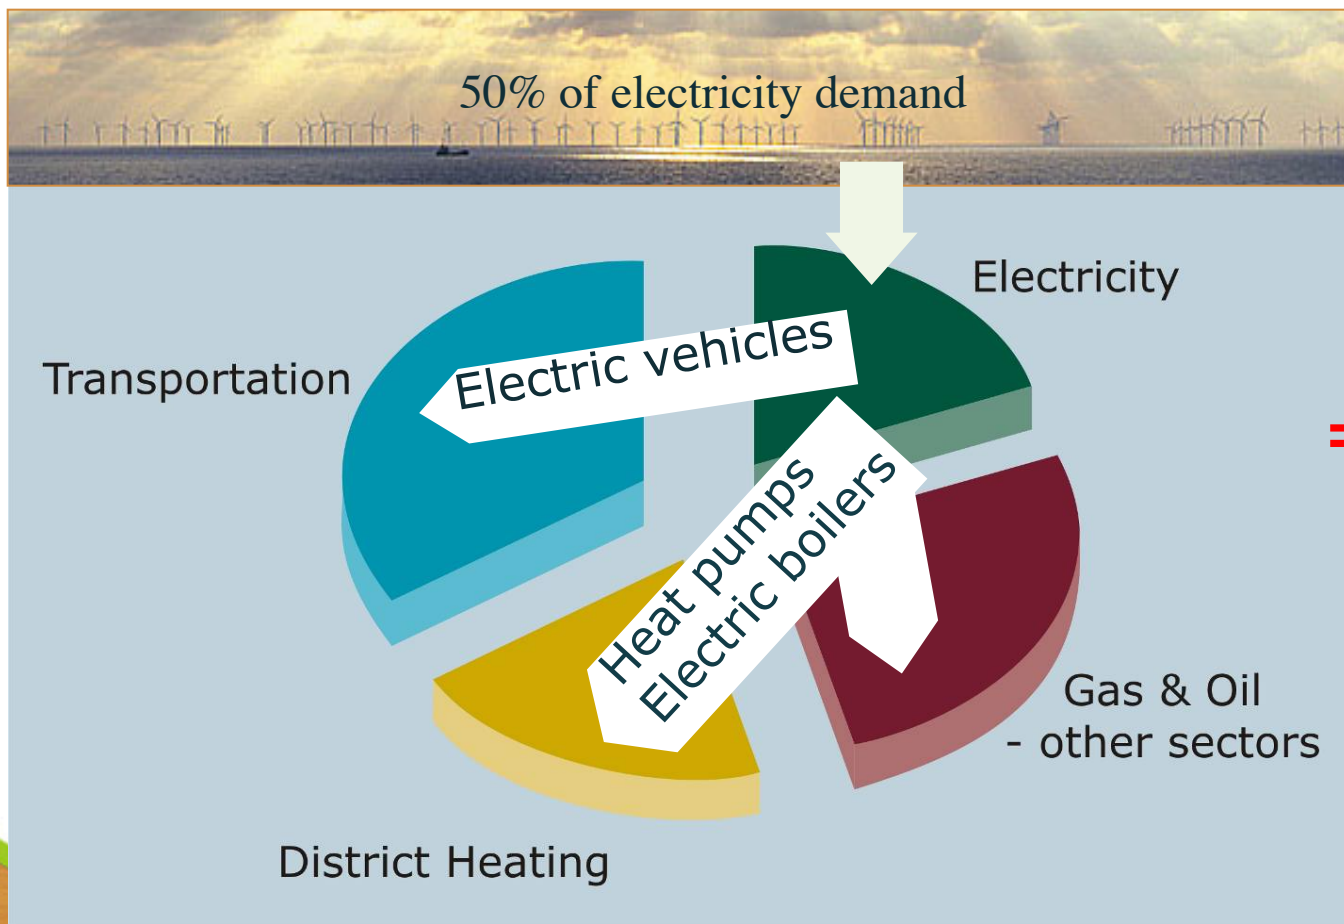 50% of electricity demand
Electricity
Transportation
Electric vehicles
Heat pumps
Electric boilers
Gas & Oil
- other sectors
District Heating